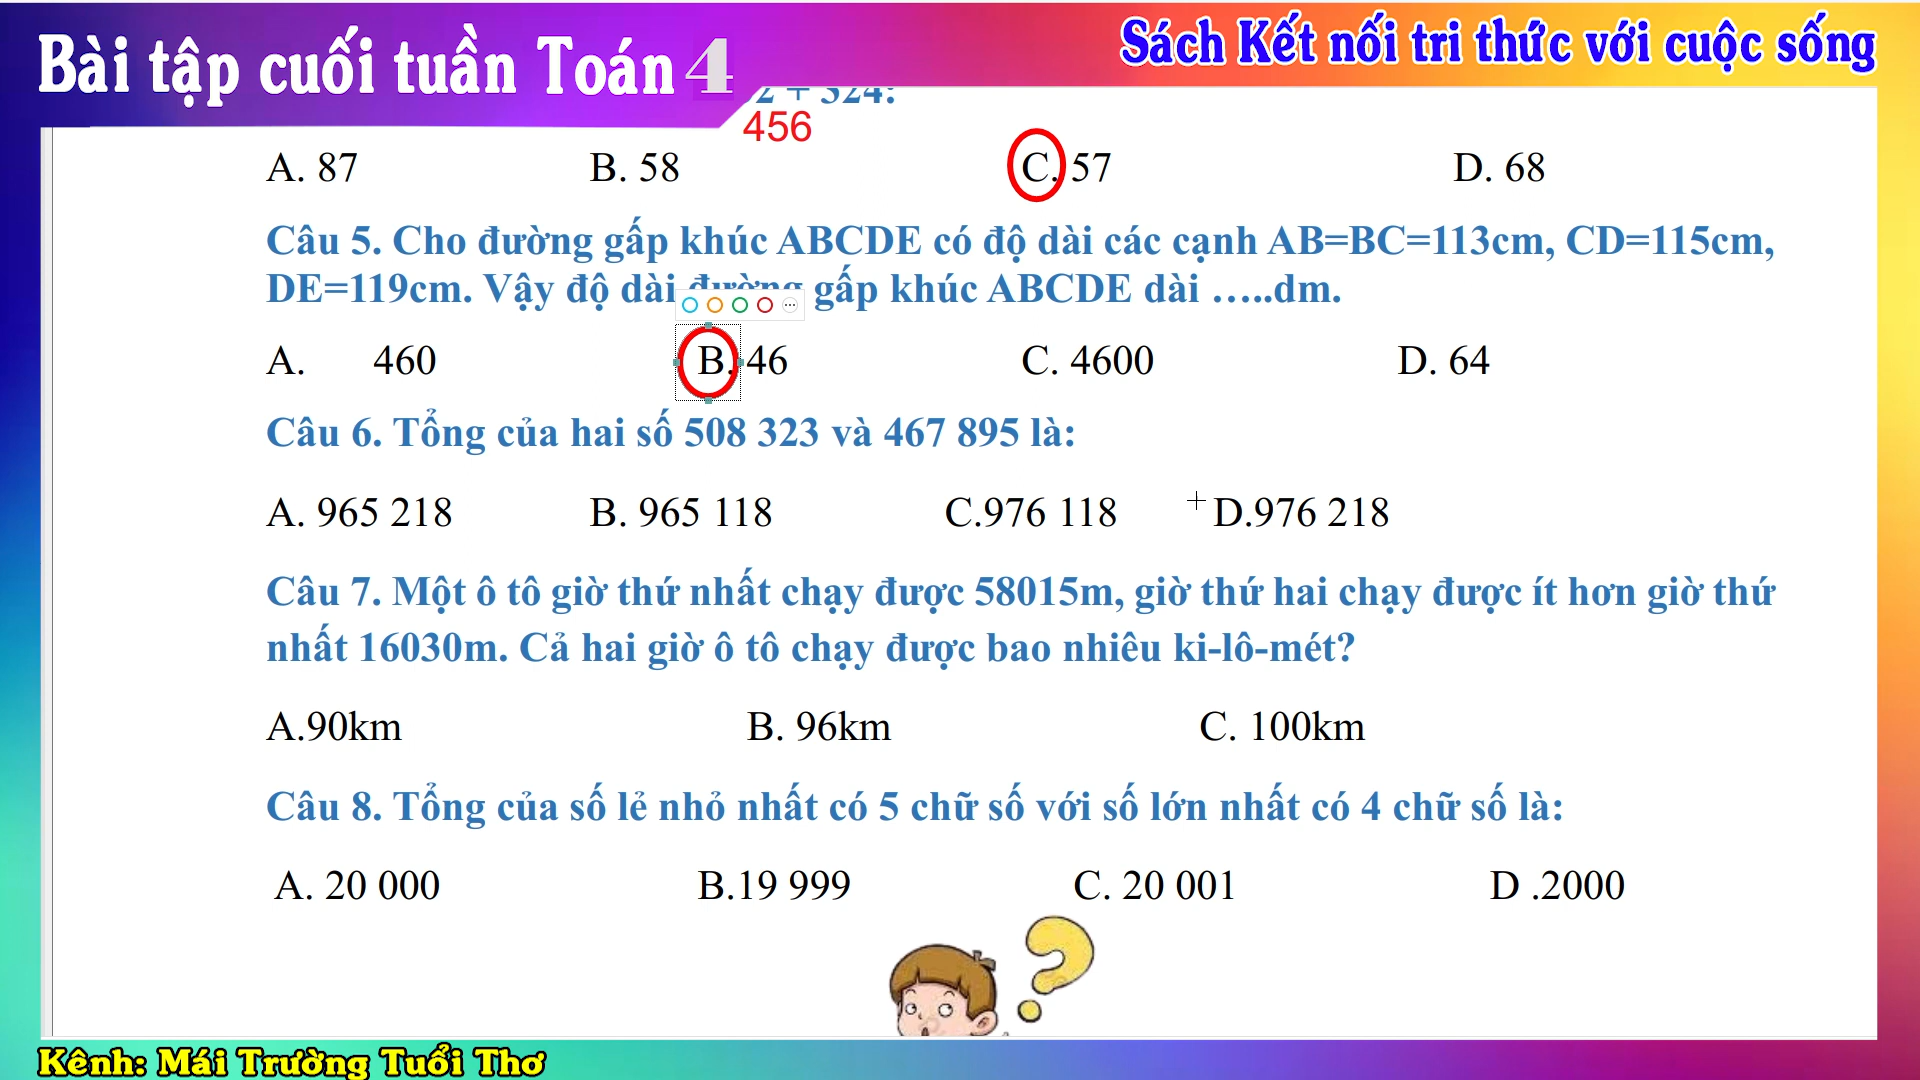 Bài tập cuối tuần Toán 4
Sách Kết nối tri thức với cuộc sống
2 + 324:
456
A. 87 B. 58 C. 57 D. 68
Câu 5. Cho đường gấp khúc ABCDE có độ dài các cạnh AB=BC=113cm, CD=115cm,
DE=119cm. Vậy độ dài đường gấp khúc ABCDE dài …..dm.
A. 460 B. 46 C. 4600 D. 64
Câu 6. Tổng của hai số 508 323 và 467 895 là:
A. 965 218 B. 965 118 C.976 118 D.976 218
Câu 7. Một ô tô giờ thứ nhất chạy được 58015m, giờ thứ hai chạy được ít hơn giờ thứ
nhất 16030m. Cả hai giờ ô tô chạy được bao nhiêu ki-lô-mét?
A.90km B. 96km C. 100km
Câu 8. Tổng của số lẻ nhỏ nhất có 5 chữ số với số lớn nhất có 4 chữ số là:
A. 20 000 B.19 999 C. 20 001 D .2000
Kênh: Mái Trường Tuổi Thơ